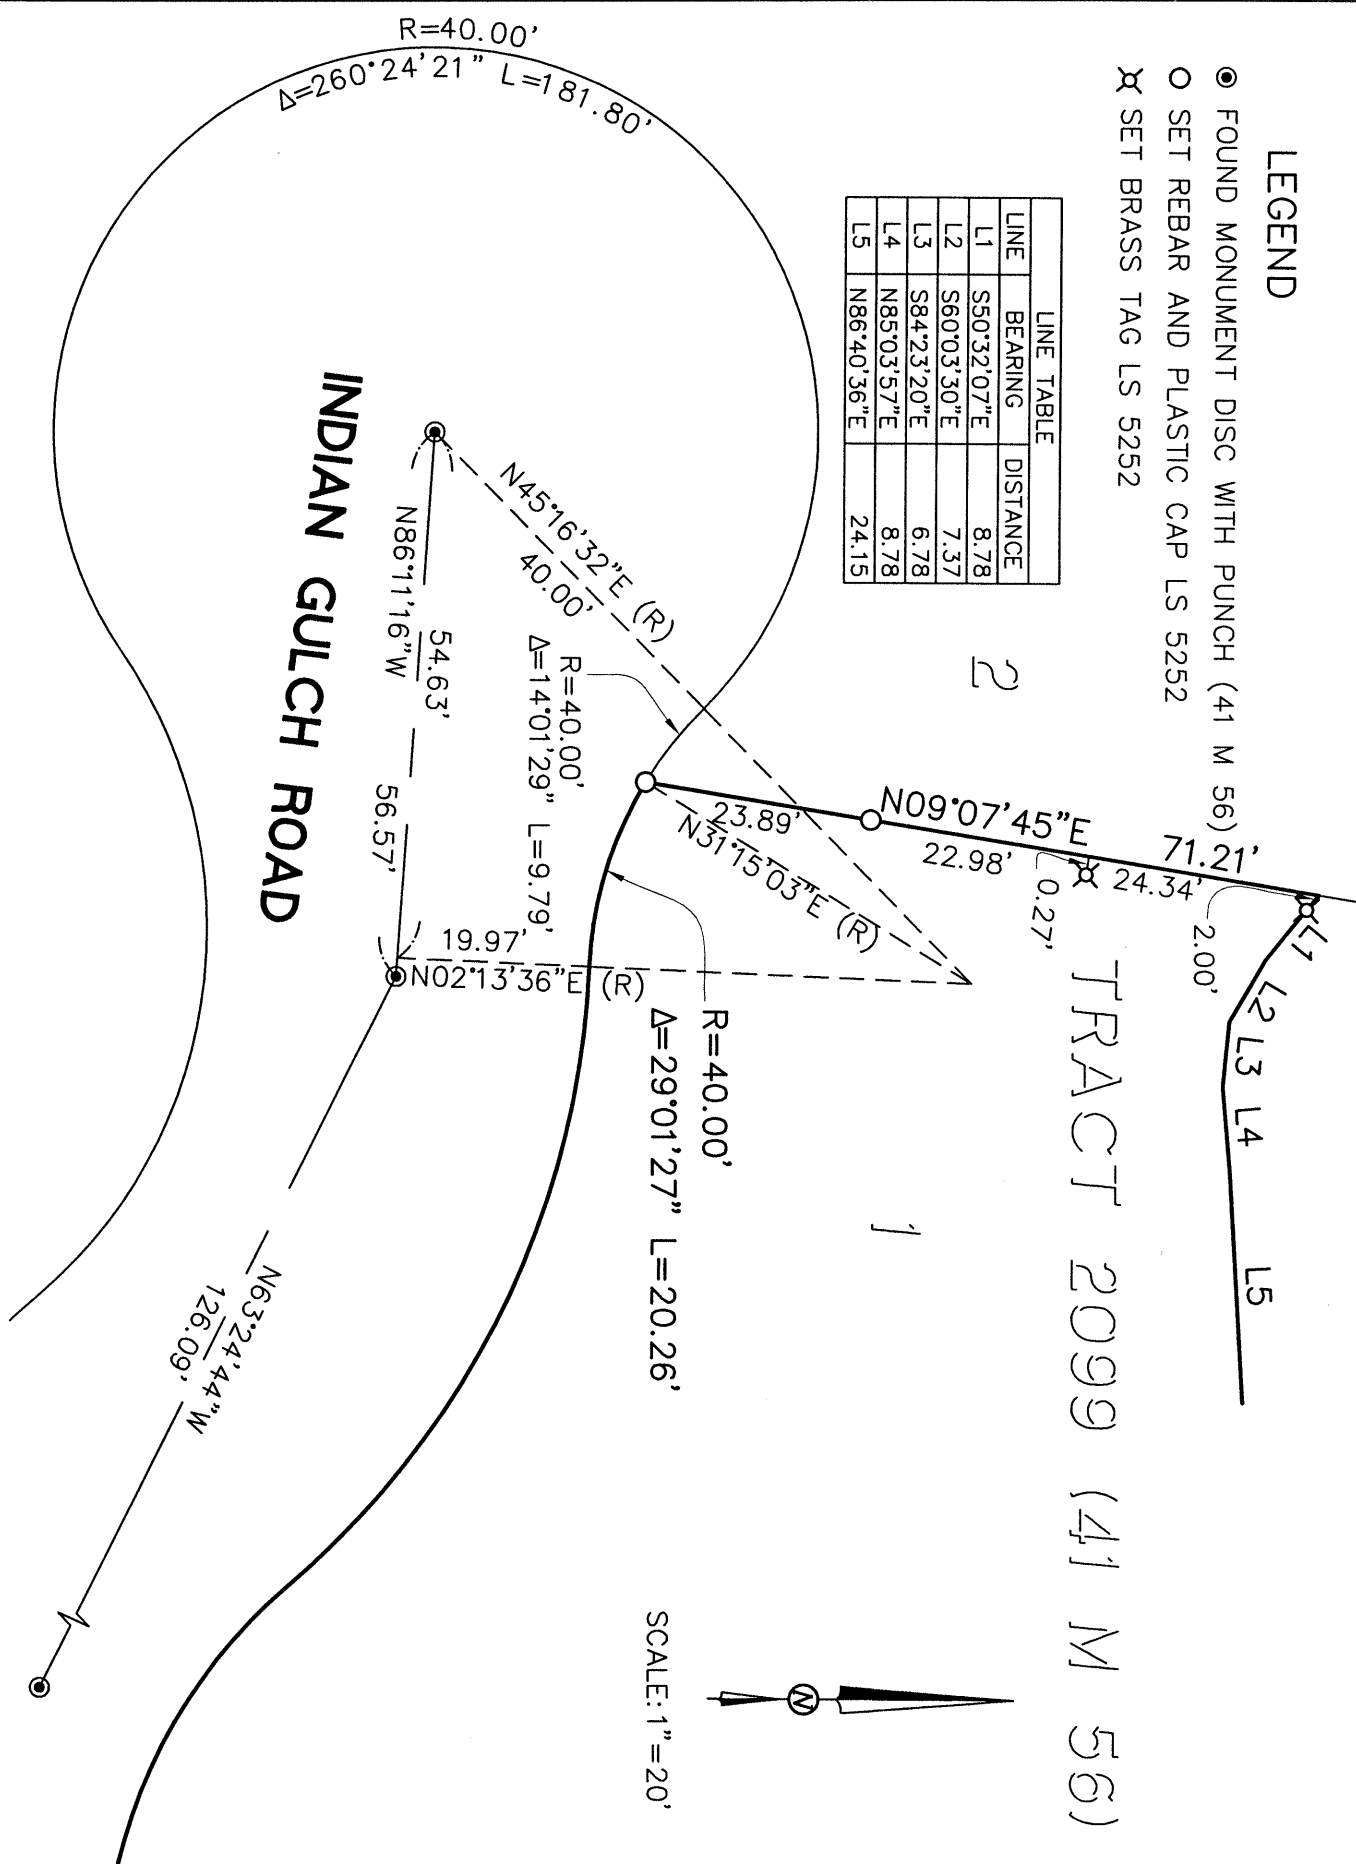 LEGEND
FOUND MONUMENT DISC WITH PUNCH (41 M 56)
SET REBAR AND PLASTIC CAP LS 5252
SET BRASS TAG LS 5252
LINE TABLE
LINE BEARING DISTANCE
L1 S50°32'07"E 8.78
L2 S60°03'30"E 7.37
L3 S84°23'20"E 6.78
L4 N85°03'57"E 8.78
L5 N86°40'36"E 24.15
L1
L2
L3
L4
L5
71.21'
24.34'
2.00'
N09°07'45"E
22.98'
0.27'
23.89'
N31°15'03"E (R)
TRACT 2099 (41 M 56)
2
1
N45°16'32"E (R)
40.00'
R=40.00'
Δ=14°01'29" L=9.79'
R=40.00'
Δ=29°01'27" L=20.26'
R=40.00'
Δ=260°24'21" L=181.80'
54.63'
N86°11'16"W
56.57'
19.97'
N02°13'36"E (R)
INDIAN GULCH ROAD
N63°24'44"W
126.09'
N
SCALE: 1"=20'